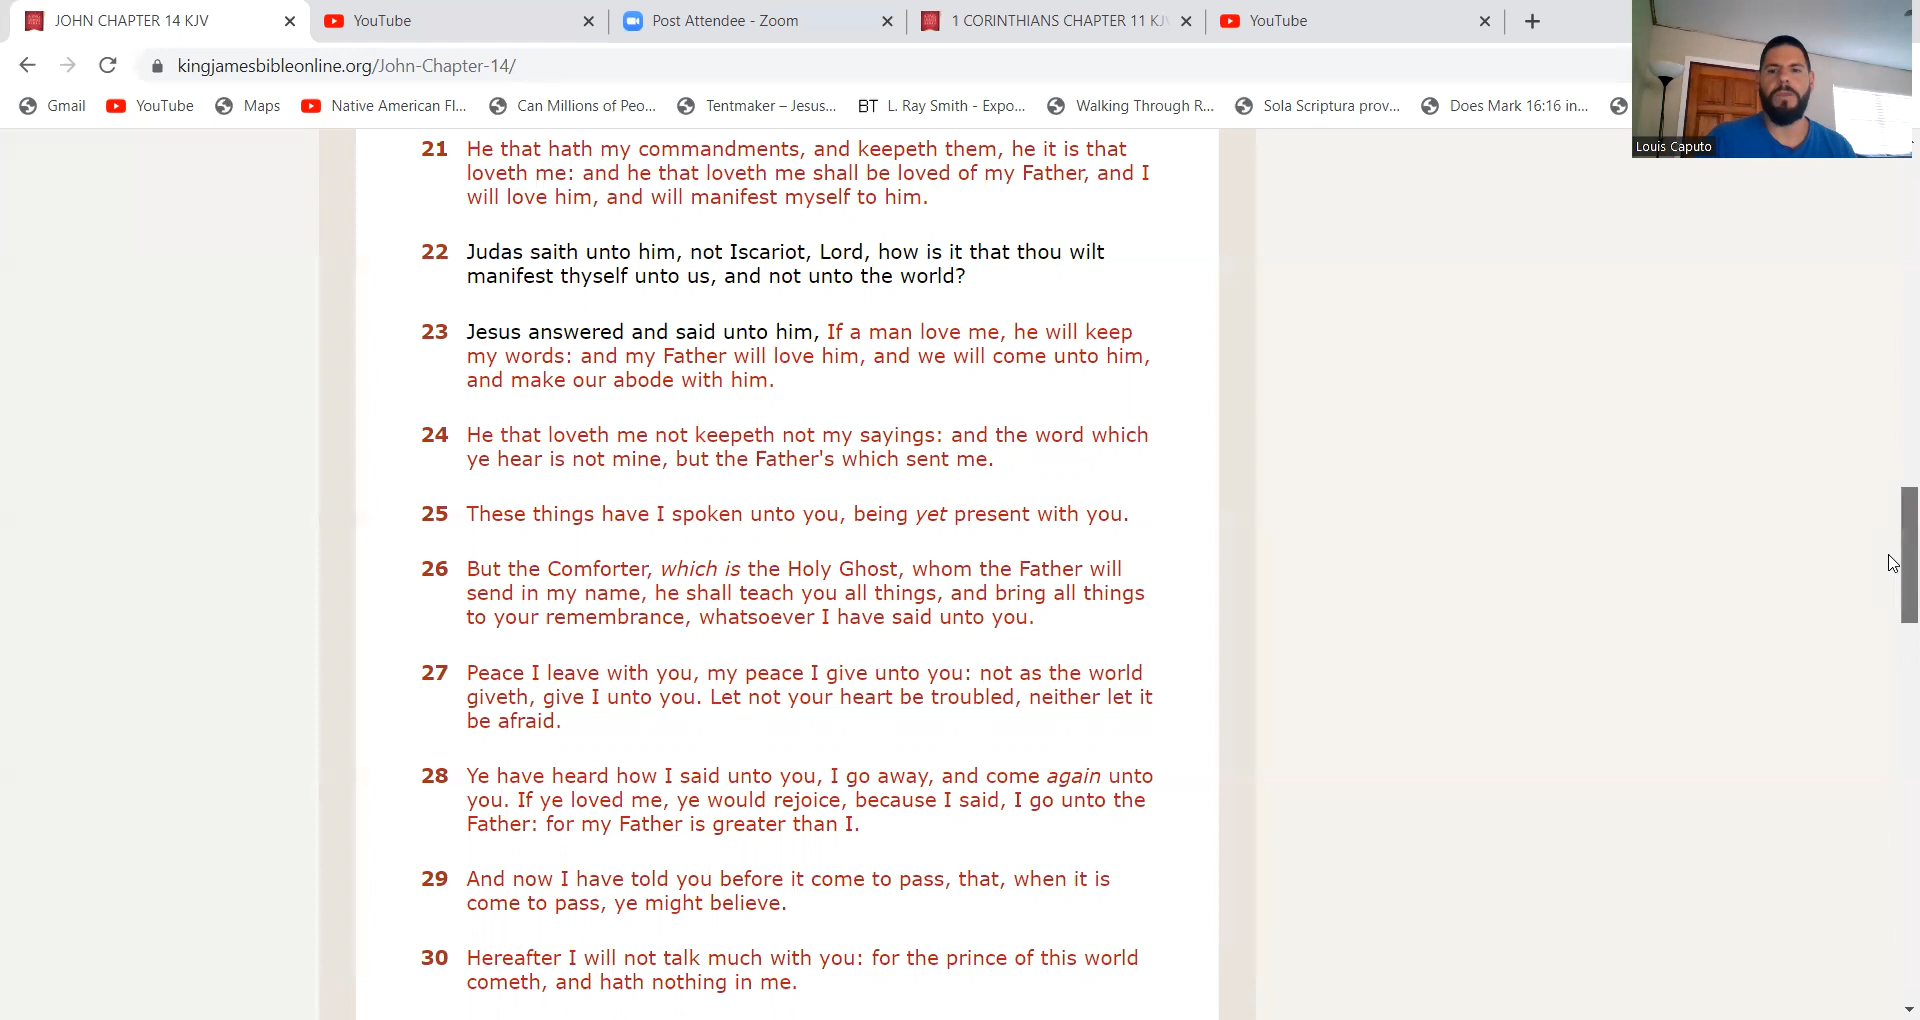 JOHN CHAPTER 14 KJV
YouTube
Post Attendee - Zoom
1 CORINTHIANS CHAPTER 11 KJV
YouTube
kingjamesbibleonline.org/John-Chapter-14/
Gmail
YouTube
Maps
Native American Fl...
Can Millions of Peo...
Tentmaker – Jesus...
BT L. Ray Smith - Expo...
Walking Through R...
Sola Scriptura prov...
Does Mark 16:16 in...
Louis Caputo
21 He that hath my commandments, and keepeth them, he it is that
loveth me: and he that loveth me shall be loved of my Father, and I
will love him, and will manifest myself to him.
22 Judas saith unto him, not Iscariot, Lord, how is it that thou wilt
manifest thyself unto us, and not unto the world?
23 Jesus answered and said unto him, If a man love me, he will keep
my words: and my Father will love him, and we will come unto him,
and make our abode with him.
24 He that loveth me not keepeth not my sayings: and the word which
ye hear is not mine, but the Father's which sent me.
25 These things have I spoken unto you, being yet present with you.
26 But the Comforter, which is the Holy Ghost, whom the Father will
send in my name, he shall teach you all things, and bring all things
to your remembrance, whatsoever I have said unto you.
27 Peace I leave with you, my peace I give unto you: not as the world
giveth, give I unto you. Let not your heart be troubled, neither let it
be afraid.
28 Ye have heard how I said unto you, I go away, and come again unto
you. If ye loved me, ye would rejoice, because I said, I go unto the
Father: for my Father is greater than I.
29 And now I have told you before it come to pass, that, when it is
come to pass, ye might believe.
30 Hereafter I will not talk much with you: for the prince of this world
cometh, and hath nothing in me.